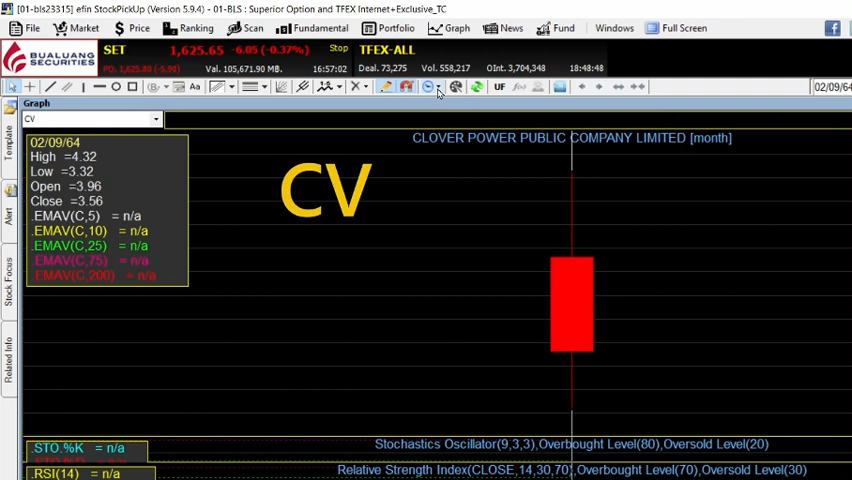 [01-bls23315] efin StockPickUp (Version 5.9.4) - 01-BLS : Superior Option and TFEX Internet+Exclusive_TC
File Market Price Ranking Scan Fundamental Portfolio Graph News Fund Windows Full Screen
BUALUANG SECURITIES
SET 1,625.65 -6.05 (-0.37%) Stop
PO. 1,625.80 (-5.90) Val. 105,671.90 MB 16:57:02
TFEX-ALL
Deal. 73,275 Vol. 558,217 OInt. 3,704,348 18:48:48
Aa UF f(x) 02/09/64
Graph
CV
Template
Alert
Stock Focus
Related Info
CLOVER POWER PUBLIC COMPANY LIMITED [month]
02/09/64
High =4.32
Low =3.32
Open =3.96
Close =3.56
.EMAV(C,5) = n/a
.EMAV(C,10) = n/a
.EMAV(C,25) = n/a
.EMAV(C,75) = n/a
.EMAV(C,200) = n/a
CV
.STO.%K = n/a
Stochastics Oscillator(9,3,3),Overbought Level(80),Oversold Level(20)
.RSI(14) = n/a
Relative Strength Index(CLOSE,14,30,70),Overbought Level(70),Oversold Level(30)